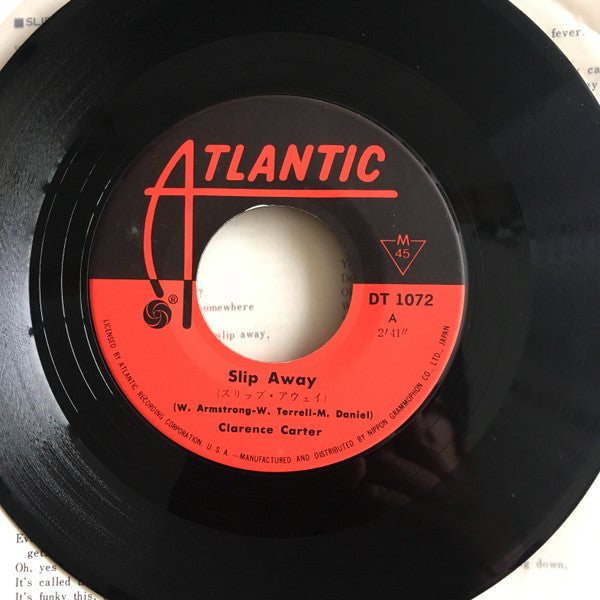 ■SLIP
fever.
ATLANTIC
M
45
®
DT 1072
A
2'41"
?
somewhere
slip away,
Slip Away
(スリップ・アウェイ)
(W. Armstrong-W. Terrell-M. Daniel)
Clarence Carter
LICENSED BY ATLANTIC RECORDING CORPORATION, U.S.A.—MANUFACTURED AND DISTRIBUTED BY NIPPON GRAMMOPHON CO., LTD., JAPAN
Oh, yes
down,
It's called
It's funky this,